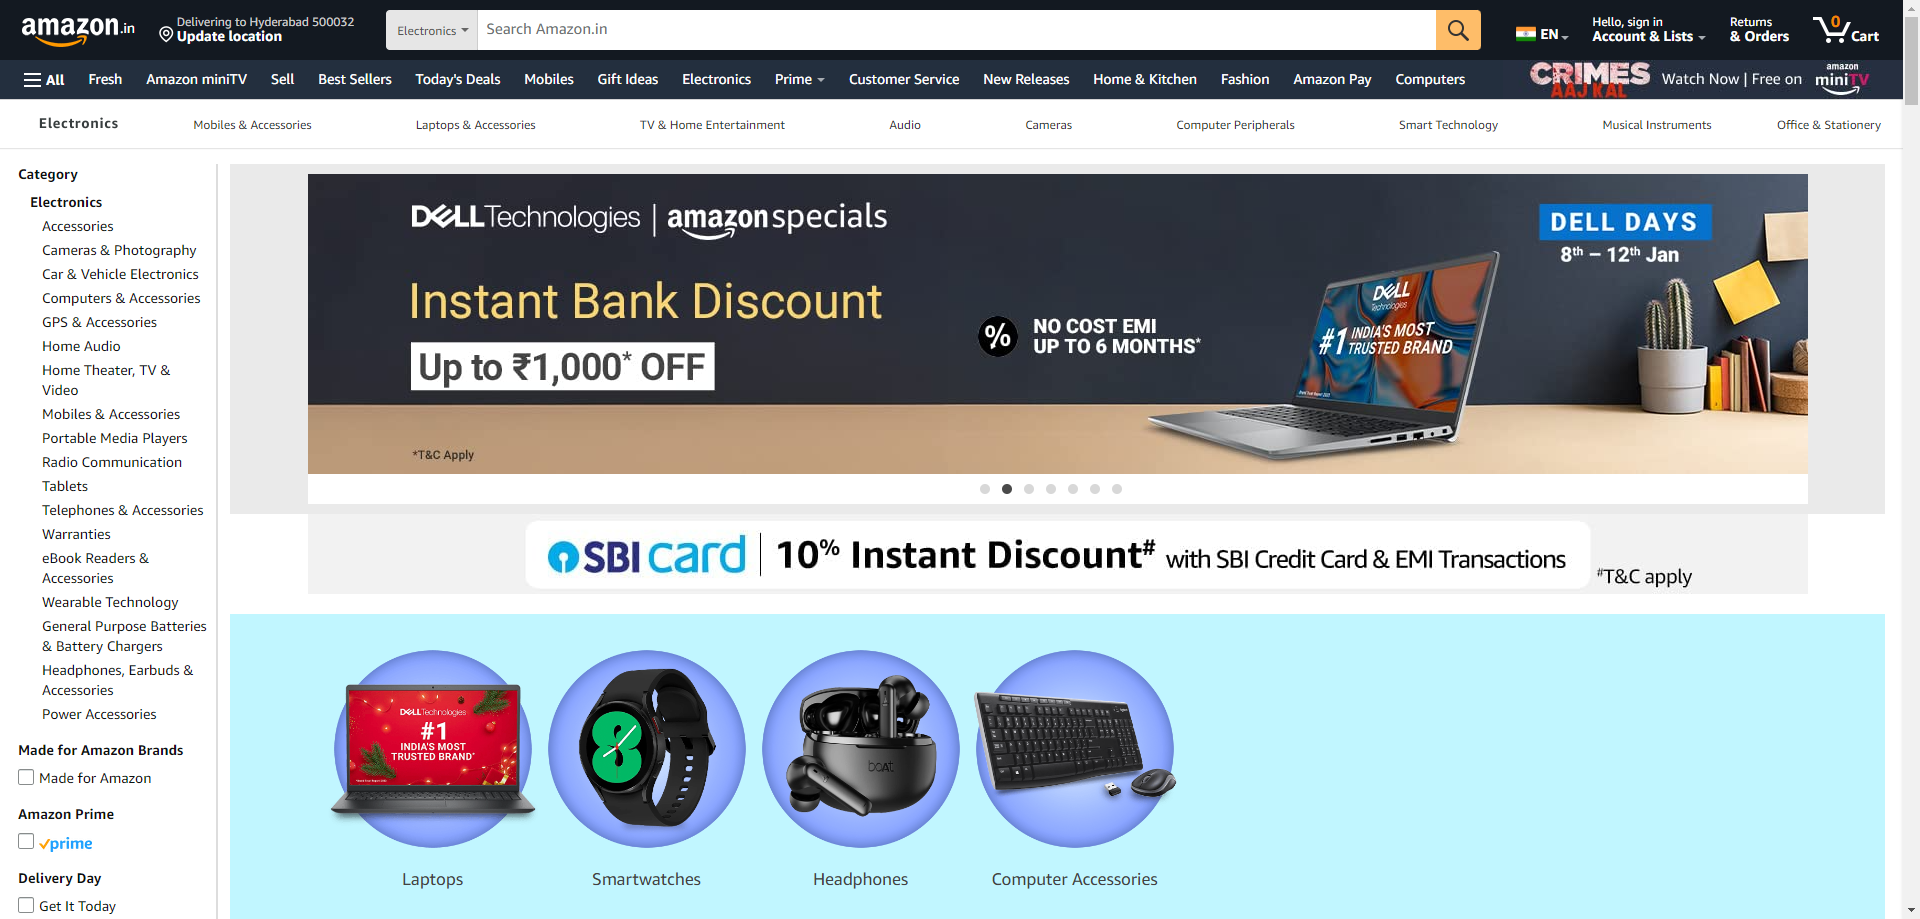 amazon.in
Delivering to Hyderabad 500032
Update location
Electronics
Search Amazon.in
EN
Hello, sign in
Account & Lists
Returns
& Orders
0
Cart
All
Fresh
Amazon miniTV
Sell
Best Sellers
Today's Deals
Mobiles
Gift Ideas
Electronics
Prime
Customer Service
New Releases
Home & Kitchen
Fashion
Amazon Pay
Computers
CRIMES
AAJ KAL
Watch Now | Free on
amazon
miniTV
Electronics
Mobiles & Accessories
Laptops & Accessories
TV & Home Entertainment
Audio
Cameras
Computer Peripherals
Smart Technology
Musical Instruments
Office & Stationery
Category
Electronics
Accessories
Cameras & Photography
Car & Vehicle Electronics
Computers & Accessories
GPS & Accessories
Home Audio
Home Theater, TV &
Video
Mobiles & Accessories
Portable Media Players
Radio Communication
Tablets
Telephones & Accessories
Warranties
eBook Readers &
Accessories
Wearable Technology
General Purpose Batteries
& Battery Chargers
Headphones, Earbuds &
Accessories
Power Accessories
Made for Amazon Brands
Made for Amazon
Amazon Prime
prime
Delivery Day
Get It Today
DELL Technologies | amazon specials
Instant Bank Discount
Up to ₹1,000* OFF
*T&C Apply
%
NO COST EMI
UP TO 6 MONTHS*
DELL DAYS
8th – 12th Jan
DELL
Technologies
#1 INDIA'S MOST
TRUSTED BRAND
SBI card | 10% Instant Discount# with SBI Credit Card & EMI Transactions
#T&C apply
DELL Technologies
#1
INDIA'S MOST
TRUSTED BRAND*
8
boAt
Laptops
Smartwatches
Headphones
Computer Accessories